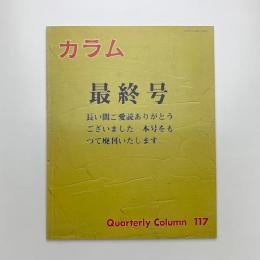 カラム
最終号
長い間ご愛読ありがとう
ございました　本号をも
つて廃刊いたします
Quarterly Column 117